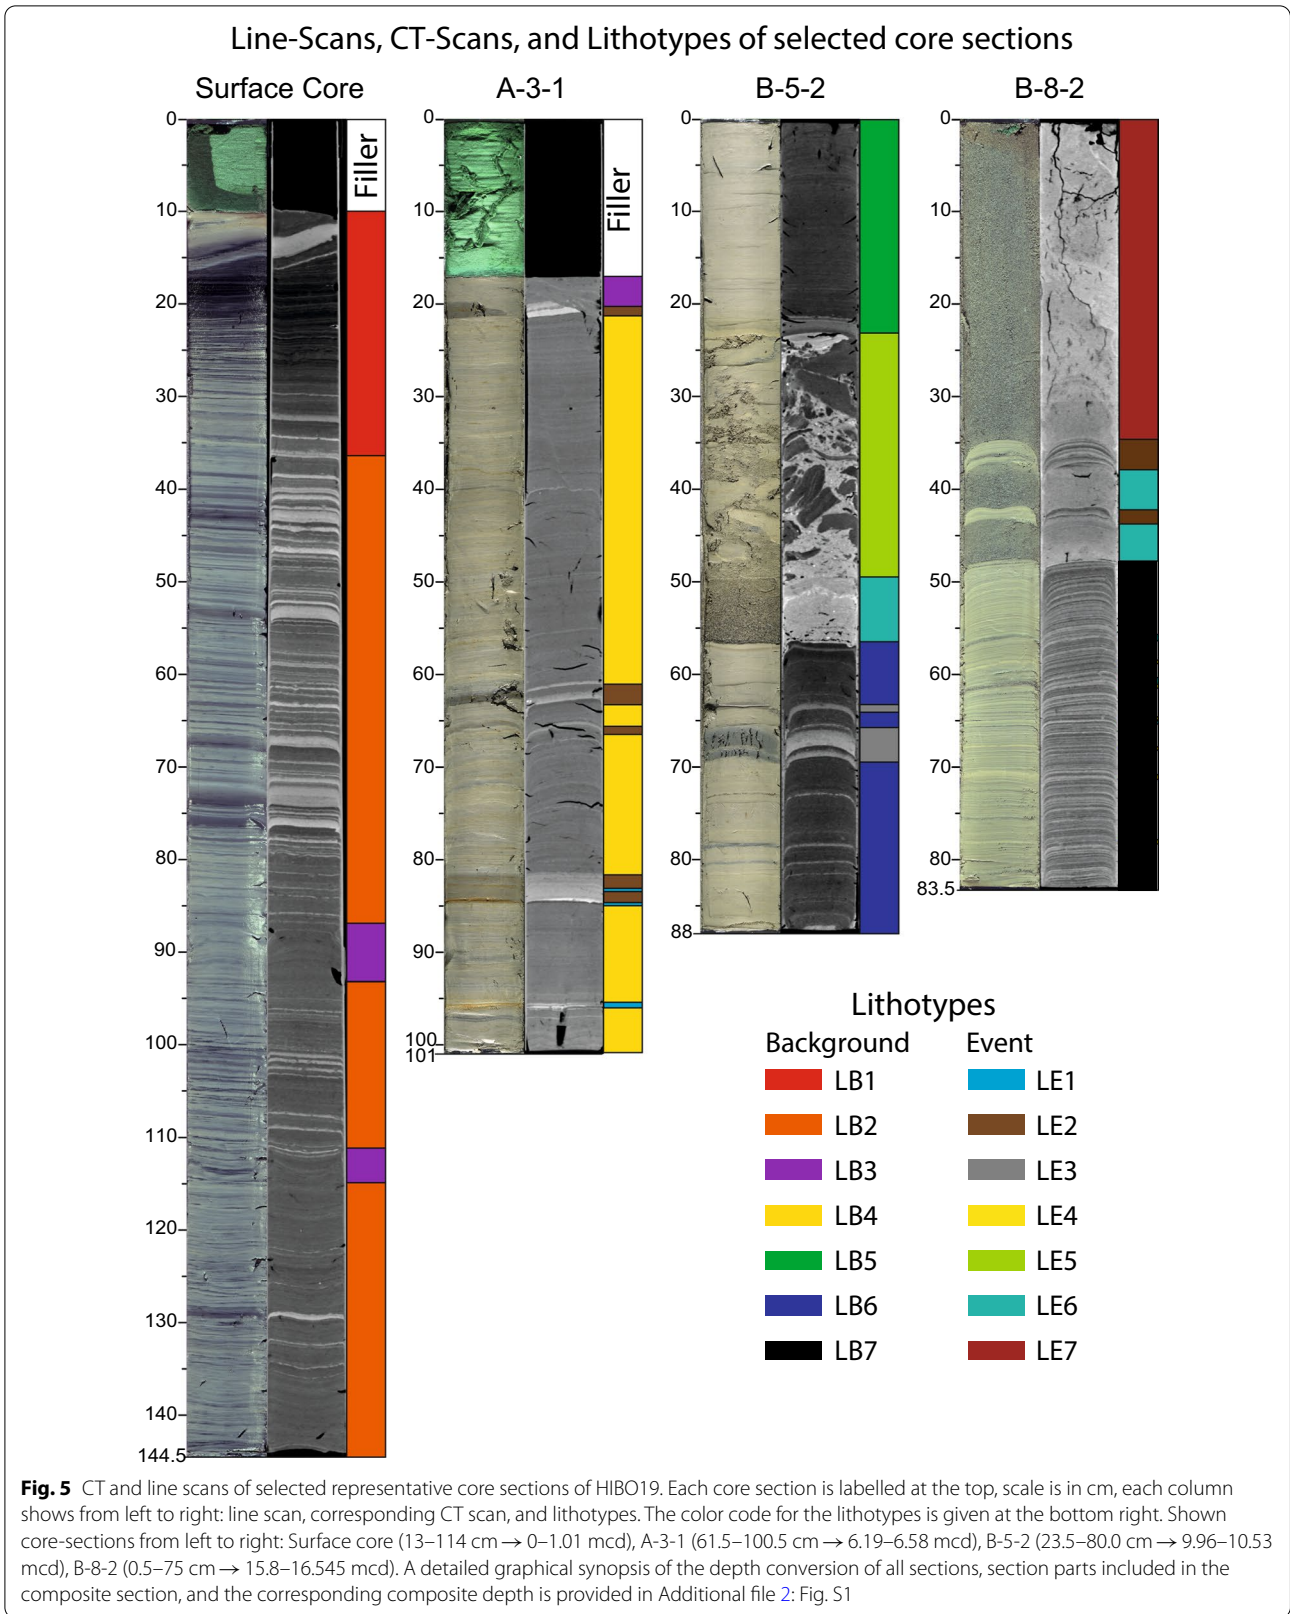 Line-Scans, CT-Scans, and Lithotypes of selected core sections
Surface Core
0
10
20
30
40
50
60
70
80
90
100
110
120
130
140
144.5
Filler
A-3-1
0
10
20
30
40
50
60
70
80
90
100
101
Filler
B-5-2
0
10
20
30
40
50
60
70
80
88
B-8-2
0
10
20
30
40
50
60
70
80
83.5
Lithotypes
Background Event
LB1 LE1
LB2 LE2
LB3 LE3
LB4 LE4
LB5 LE5
LB6 LE6
LB7 LE7
Fig. 5 CT and line scans of selected representative core sections of HIBO19. Each core section is labelled at the top, scale is in cm, each column
shows from left to right: line scan, corresponding CT scan, and lithotypes. The color code for the lithotypes is given at the bottom right. Shown
core-sections from left to right: Surface core (13–114 cm → 0–1.01 mcd), A-3-1 (61.5–100.5 cm → 6.19–6.58 mcd), B-5-2 (23.5–80.0 cm → 9.96–10.53
mcd), B-8-2 (0.5–75 cm → 15.8–16.545 mcd). A detailed graphical synopsis of the depth conversion of all sections, section parts included in the
composite section, and the corresponding composite depth is provided in Additional file 2: Fig. S1